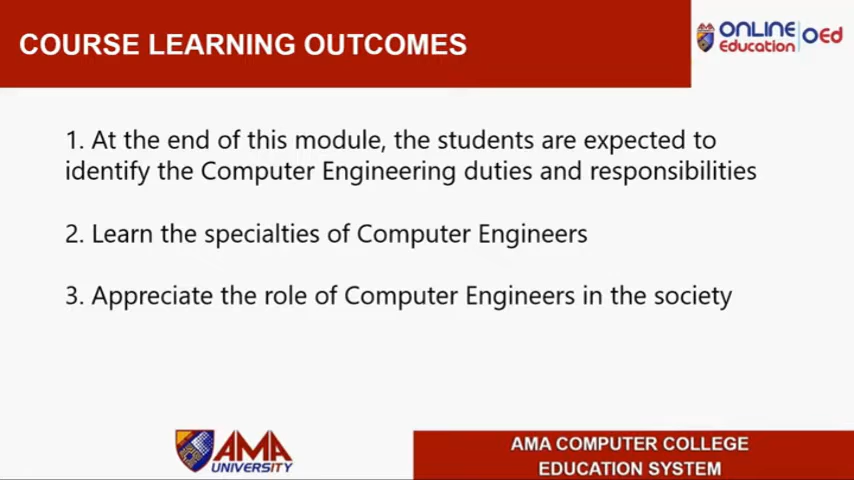 COURSE LEARNING OUTCOMES
ONLINE
Education OEd
1. At the end of this module, the students are expected to
identify the Computer Engineering duties and responsibilities
2. Learn the specialties of Computer Engineers
3. Appreciate the role of Computer Engineers in the society
AMA
UNIVERSITY
AMA COMPUTER COLLEGE
EDUCATION SYSTEM